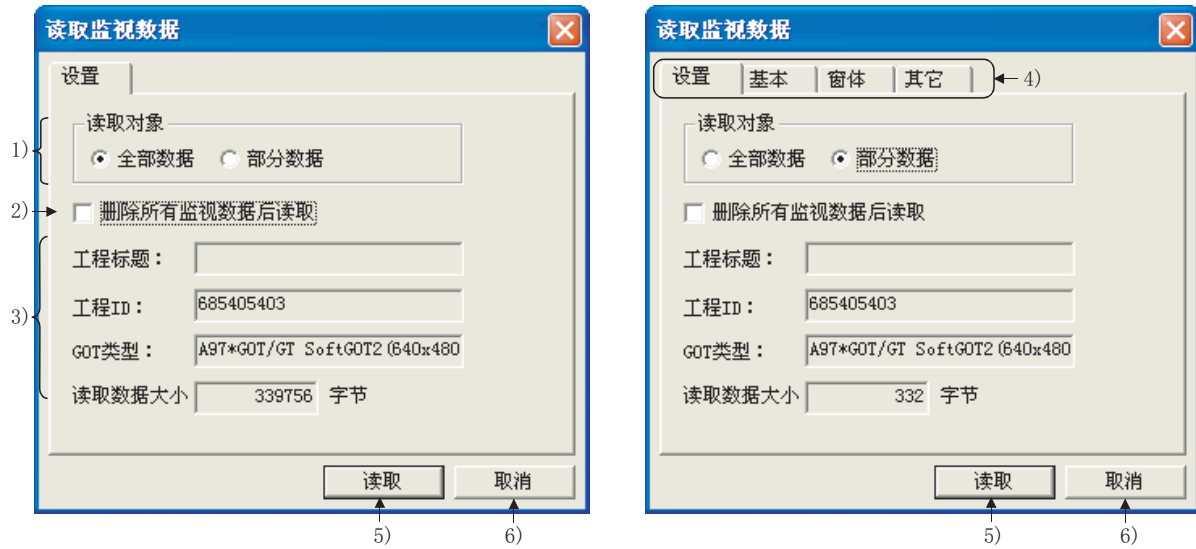 读取监视数据
设置
读取对象
1)
全部数据 部分数据
2)
删除所有监视数据后读取
工程标题：
3)
工程ID： 685405403
GOT类型： A97*GOT/GT SoftGOT2(640x480
读取数据大小 339756 字节
读取 取消
5) 6)
读取监视数据
设置 基本 窗体 其它 4)
读取对象
全部数据 部分数据
删除所有监视数据后读取
工程标题：
工程ID： 685405403
GOT类型： A97*GOT/GT SoftGOT2(640x480
读取数据大小 332 字节
读取 取消
5) 6)